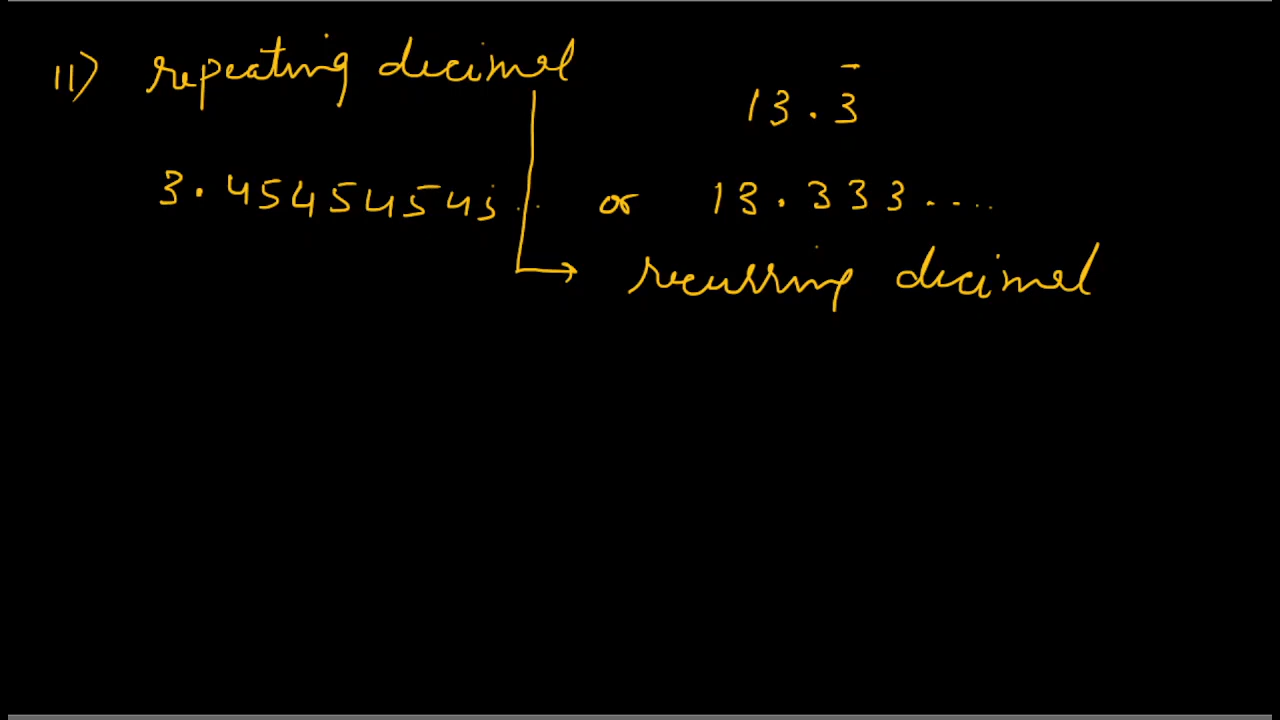 11) repeating decimal
13.3̅
3.45454545... or 13.333.....
→ recurring decimal